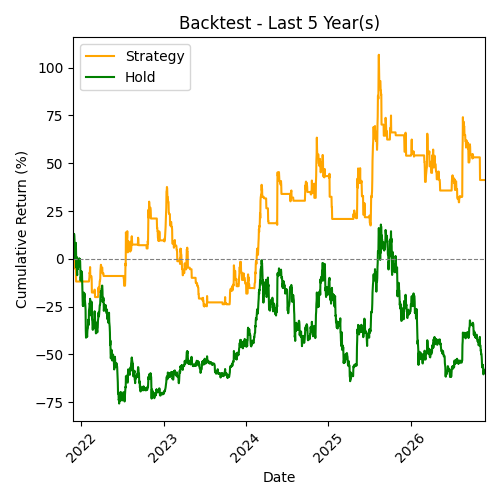 Backtest - Last 5 Year(s)
Strategy
Hold
Cumulative Return (%)
100
75
50
25
0
−25
−50
−75
2022
2023
2024
2025
2026
Date